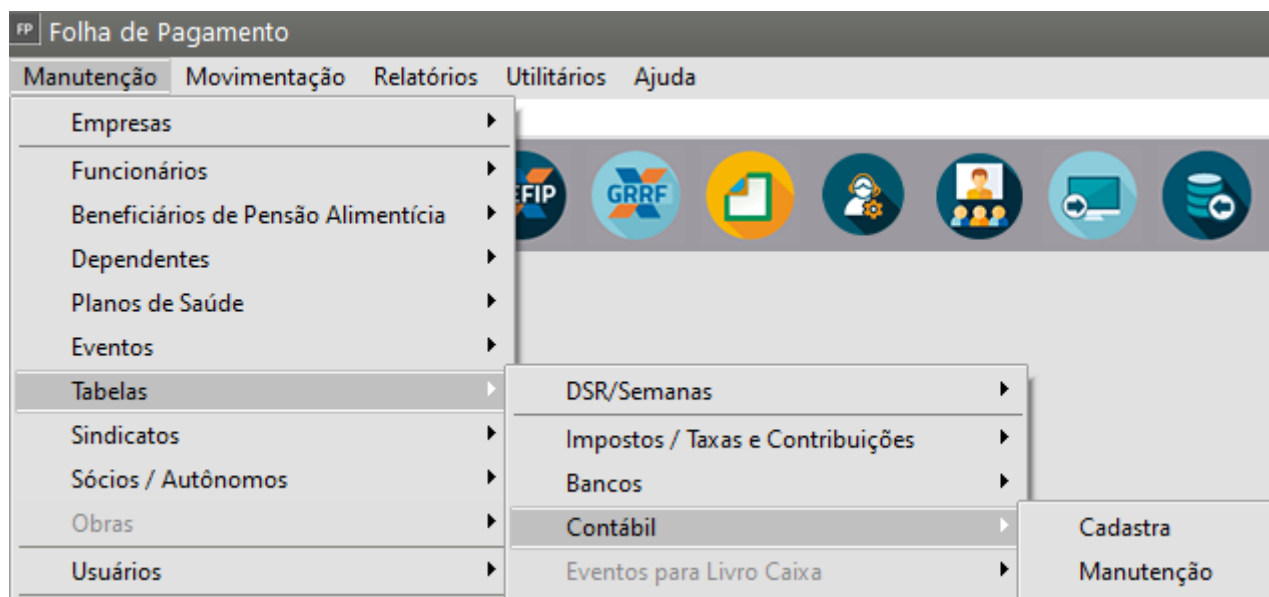 FP Folha de Pagamento
Manutenção Movimentação Relatórios Utilitários Ajuda
Empresas
Funcionários
EFIP GRRF
Beneficiários de Pensão Alimentícia
Dependentes
Planos de Saúde
Eventos
Tabelas DSR/Semanas
Sindicatos Impostos / Taxas e Contribuições
Sócios / Autônomos Bancos
Obras Contábil Cadastra
Usuários Eventos para Livro Caixa Manutenção